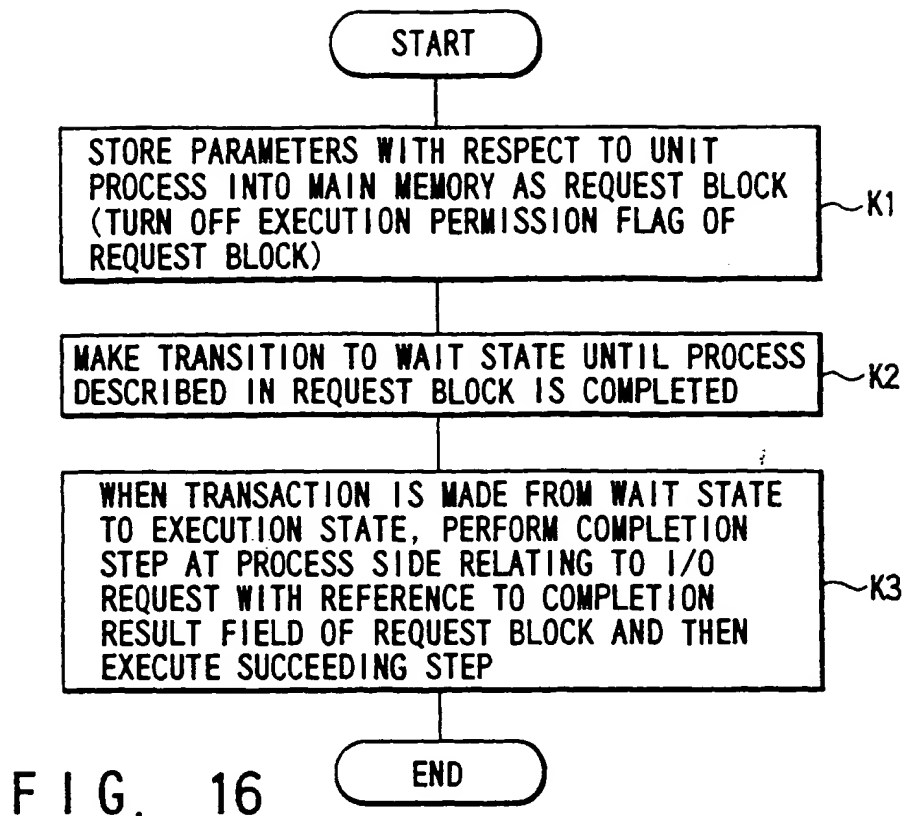 START
STORE PARAMETERS WITH RESPECT TO UNIT
PROCESS INTO MAIN MEMORY AS REQUEST BLOCK
(TURN OFF EXECUTION PERMISSION FLAG OF
REQUEST BLOCK)
K1
MAKE TRANSITION TO WAIT STATE UNTIL PROCESS
DESCRIBED IN REQUEST BLOCK IS COMPLETED
K2
WHEN TRANSACTION IS MADE FROM WAIT STATE
TO EXECUTION STATE, PERFORM COMPLETION
STEP AT PROCESS SIDE RELATING TO I/O
REQUEST WITH REFERENCE TO COMPLETION
RESULT FIELD OF REQUEST BLOCK AND THEN
EXECUTE SUCCEEDING STEP
K3
END
FIG. 16